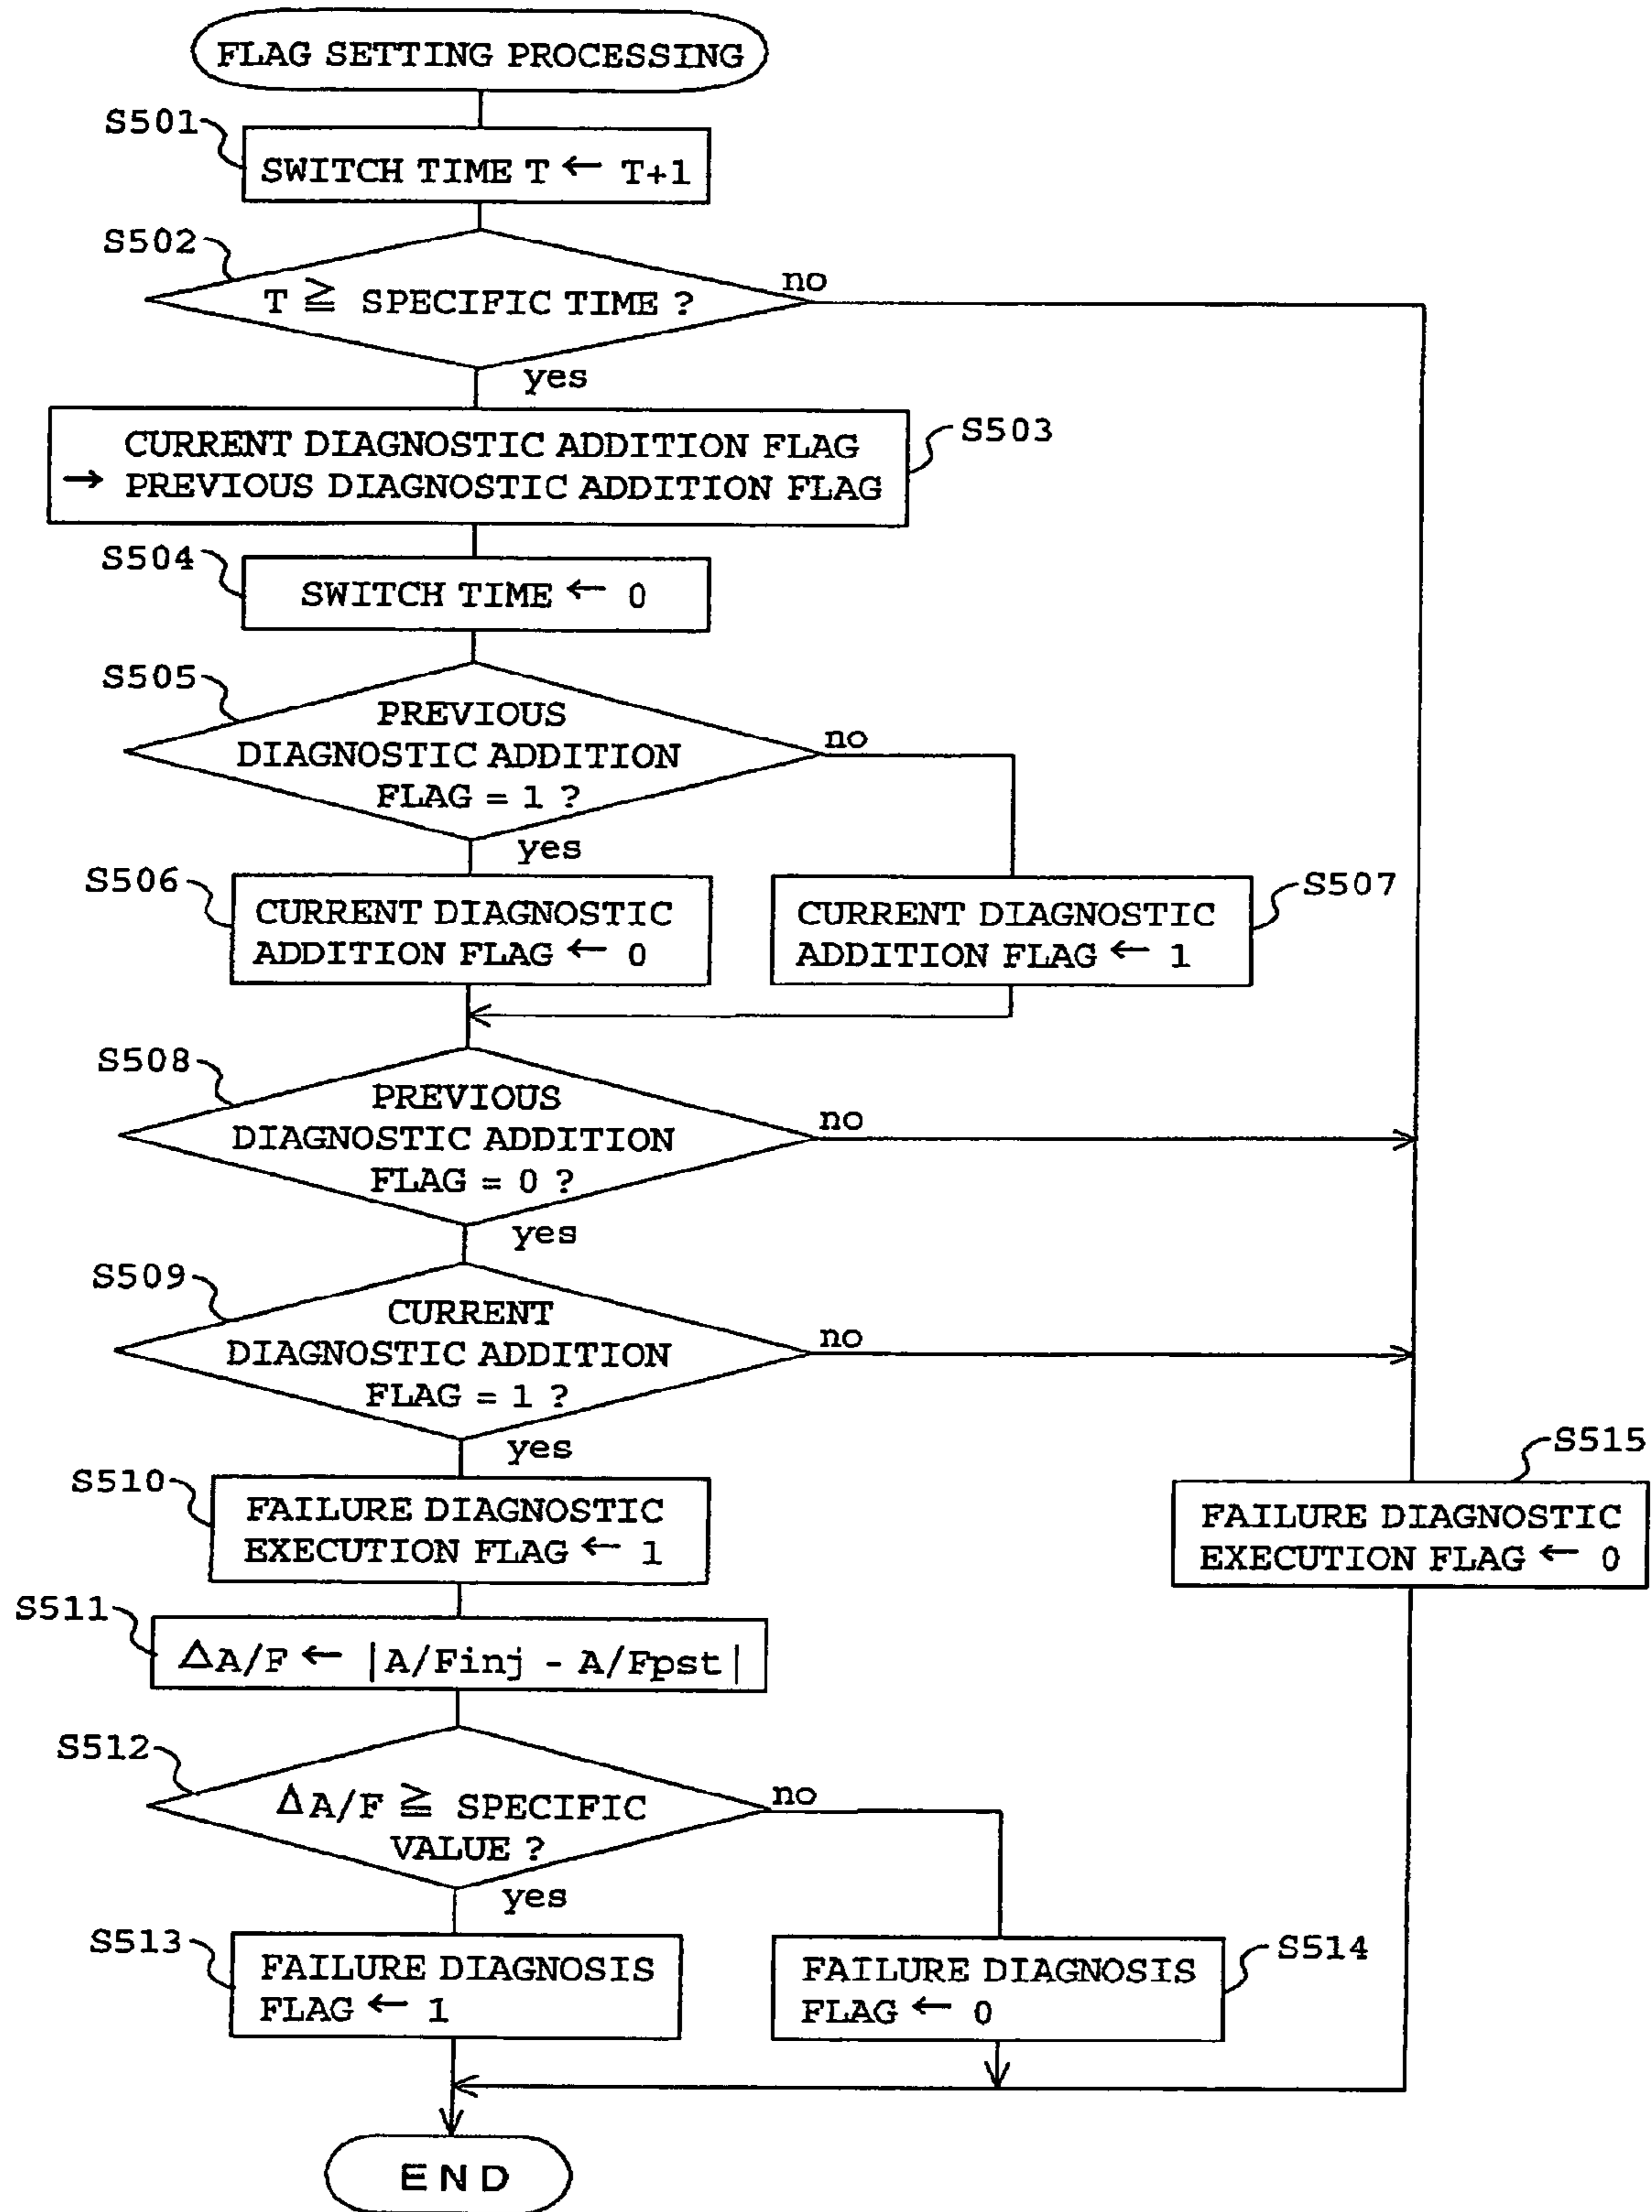 FLAG SETTING PROCESSING
S501
SWITCH TIME T ← T+1
S502
T ≧ SPECIFIC TIME ?
no
yes
CURRENT DIAGNOSTIC ADDITION FLAG
→ PREVIOUS DIAGNOSTIC ADDITION FLAG
S503
S504
SWITCH TIME ← 0
S505
PREVIOUS
DIAGNOSTIC ADDITION
FLAG = 1 ?
no
yes
S506
CURRENT DIAGNOSTIC
ADDITION FLAG ← 0
S507
CURRENT DIAGNOSTIC
ADDITION FLAG ← 1
S508
PREVIOUS
DIAGNOSTIC ADDITION
FLAG = 0 ?
no
yes
S509
CURRENT
DIAGNOSTIC ADDITION
FLAG = 1 ?
no
yes
S510
FAILURE DIAGNOSTIC
EXECUTION FLAG ← 1
S515
FAILURE DIAGNOSTIC
EXECUTION FLAG ← 0
S511
△A/F ← |A/Finj - A/Fpst|
S512
ΔA/F ≧ SPECIFIC
VALUE ?
no
yes
S513
FAILURE DIAGNOSIS
FLAG ← 1
S514
FAILURE DIAGNOSIS
FLAG ← 0
END